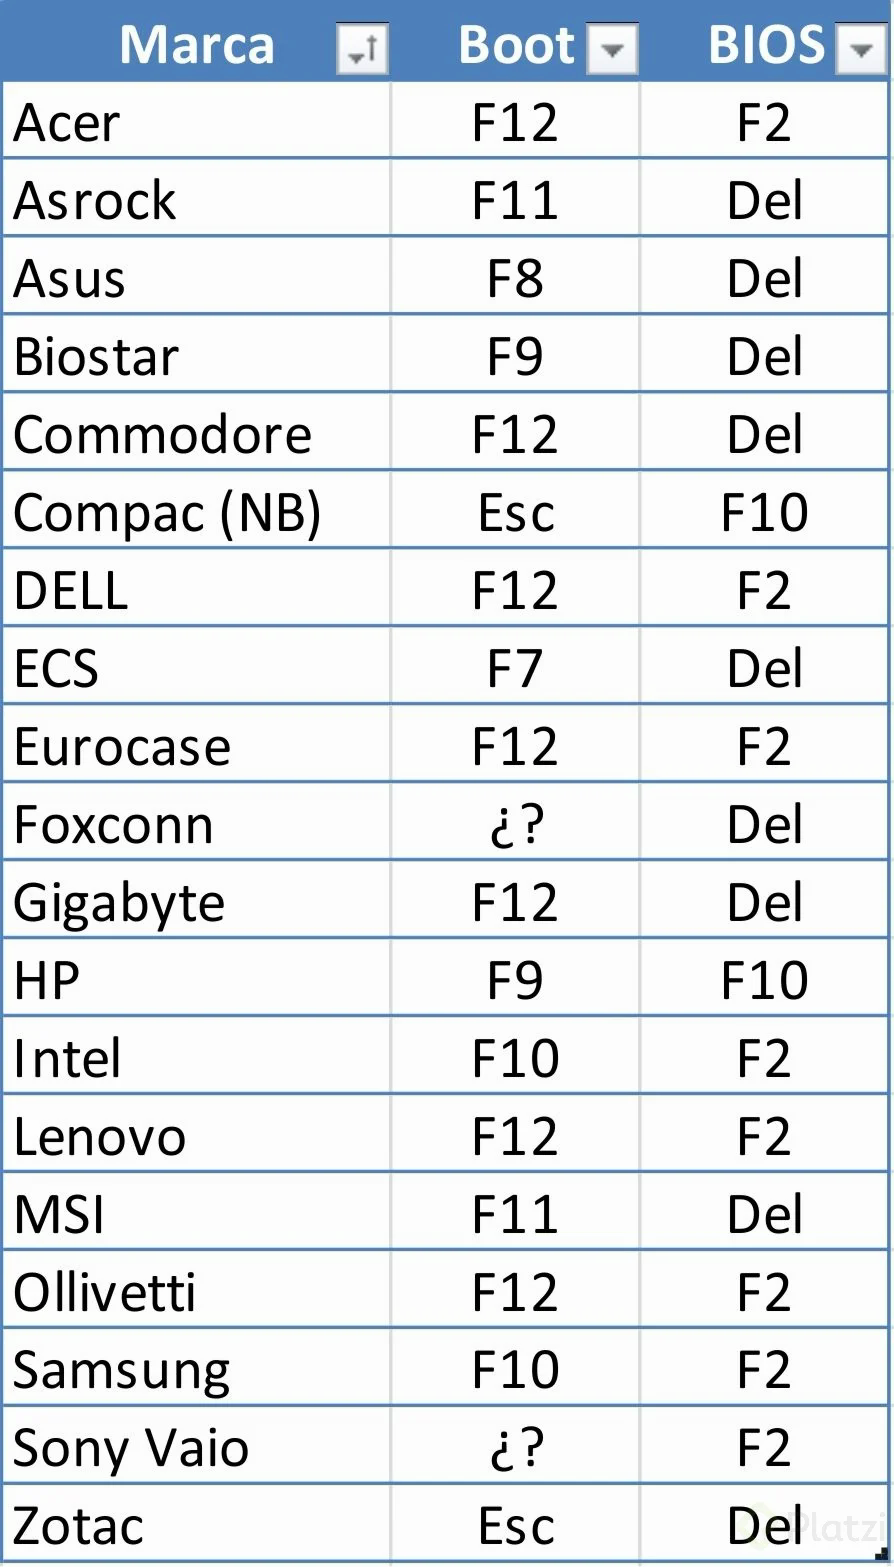 Marca Boot BIOS
Acer F12 F2
Asrock F11 Del
Asus F8 Del
Biostar F9 Del
Commodore F12 Del
Compac (NB) Esc F10
DELL F12 F2
ECS F7 Del
Eurocase F12 F2
Foxconn ¿? Del
Gigabyte F12 Del
HP F9 F10
Intel F10 F2
Lenovo F12 F2
MSI F11 Del
Ollivetti F12 F2
Samsung F10 F2
Sony Vaio ¿? F2
Zotac Esc Del
Platzi